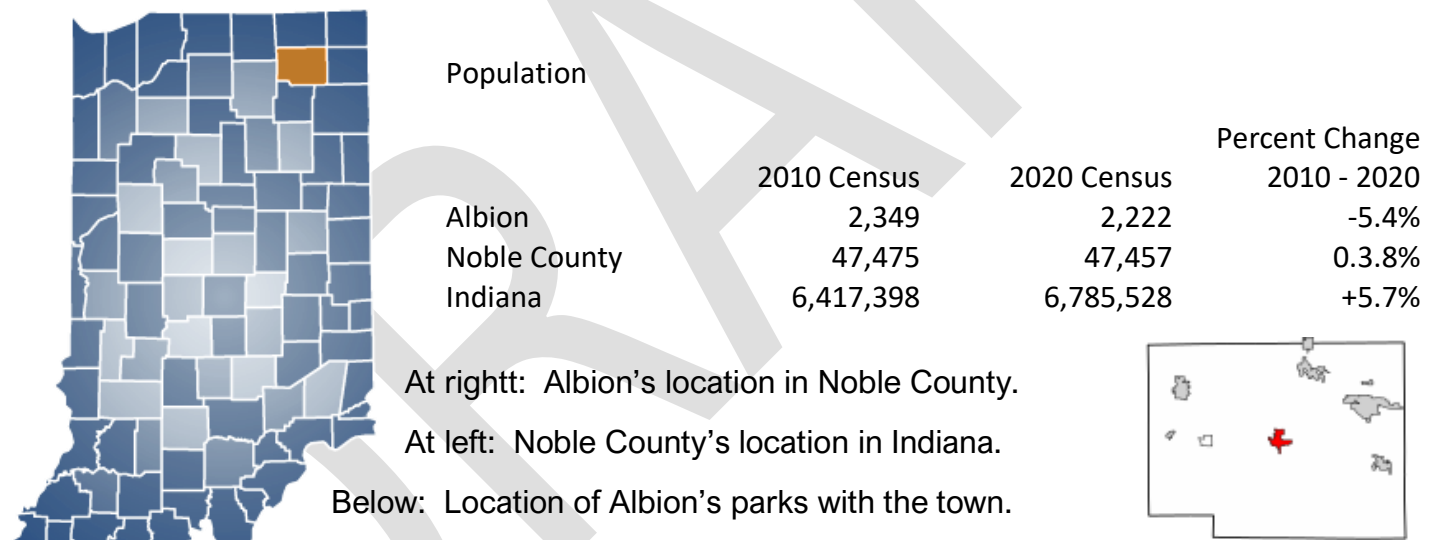 Population
Percent Change
2010 Census 2020 Census 2010 - 2020
Albion 2,349 2,222 -5.4%
Noble County 47,475 47,457 0.3.8%
Indiana 6,417,398 6,785,528 +5.7%
At rightt: Albion’s location in Noble County.
At left: Noble County’s location in Indiana.
Below: Location of Albion’s parks with the town.